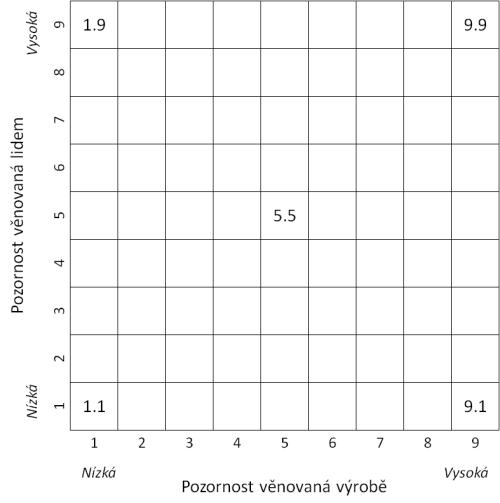 Vysoká
9
1.9
9.9
8
7
6
Pozornost věnovaná lidem
5
5.5
4
3
2
Nízká
1
1.1
9.1
1 2 3 4 5 6 7 8 9
Nízká
Vysoká
Pozornost věnovaná výrobě